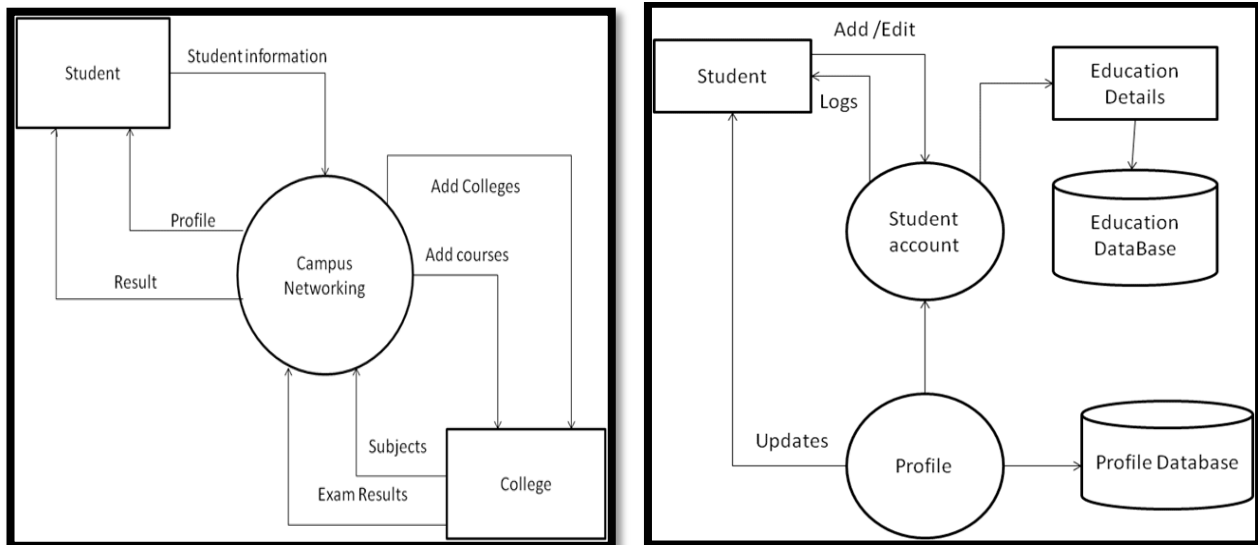 Student information
Student
Profile
Result
Campus
Networking
Add Colleges
Add courses
Subjects
Exam Results
College
Add /Edit
Student
Logs
Education
Details
Student
account
Education
DataBase
Updates
Profile
Profile Database